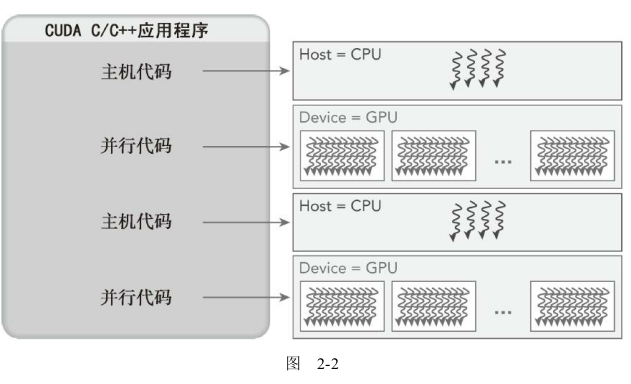 CUDA C/C++应用程序
主机代码
Host = CPU
并行代码
Device = GPU
...
主机代码
Host = CPU
并行代码
Device = GPU
...
图 2-2